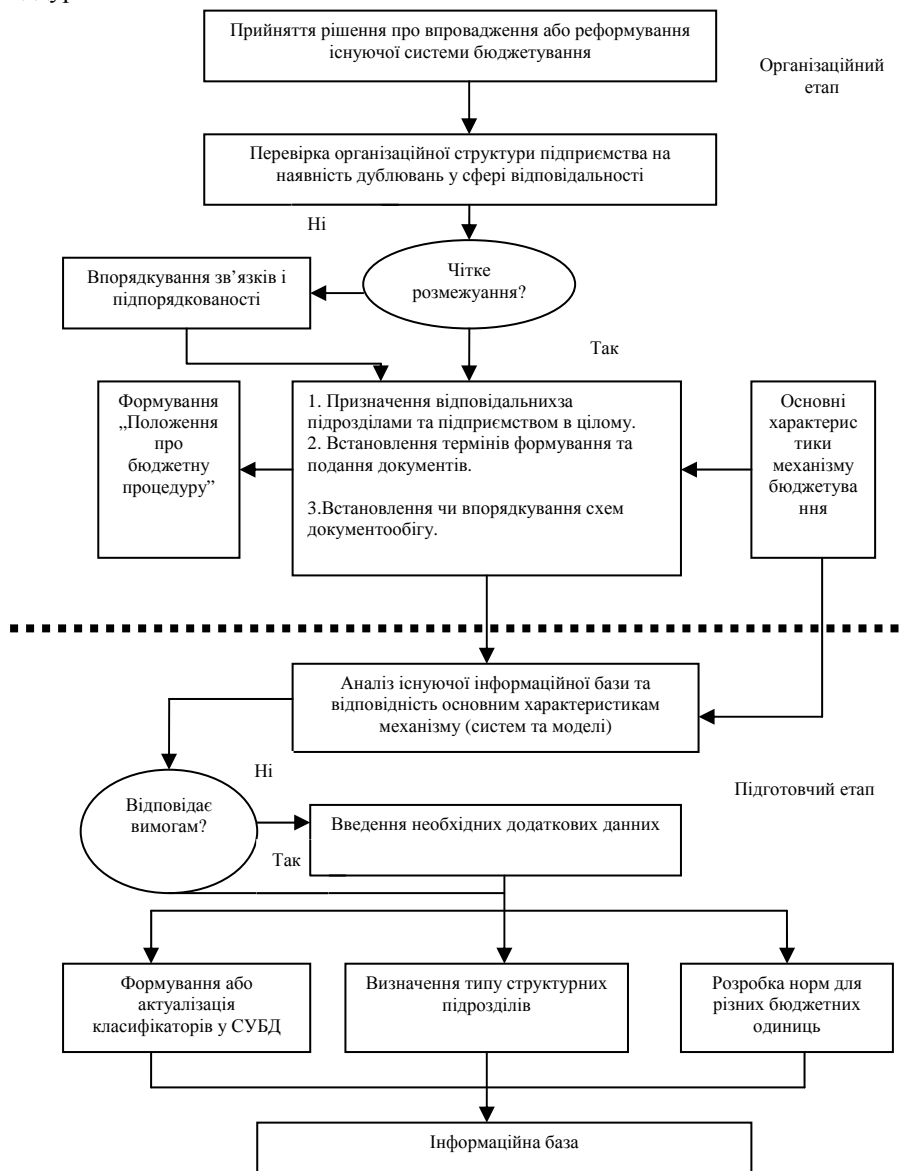 Прийняття рішення про впровадження або реформування
існуючої системи бюджетування
Організаційний
етап
Перевірка організаційної структури підприємства на
наявність дублювань у сфері відповідальності
Ні
Чітке
розмежуання?
Впорядкування зв’язків і
підпорядкованості
Так
Формування
„Положення
про
бюджетну
процедуру”
1. Призначення відповідальнихза
підрозділами та підприємством в цілому.
2. Встановлення термінів формування та
подання документів.
3.Встановлення чи впорядкування схем
документообігу.
Основні
характерис
тики
механізму
бюджетува
ння
Аналіз існуючої інформаційної бази та
відповідність основним характеристикам
механізму (систем та моделі)
Ні
Підготовчий етап
Відповідає
вимогам?
Введення необхідних додаткових данних
Так
Формування або
актуалізація
класифікаторів у СУБД
Визначення типу структурних
підрозділів
Розробка норм для
різних бюджетних
одиниць
Інформаційна база